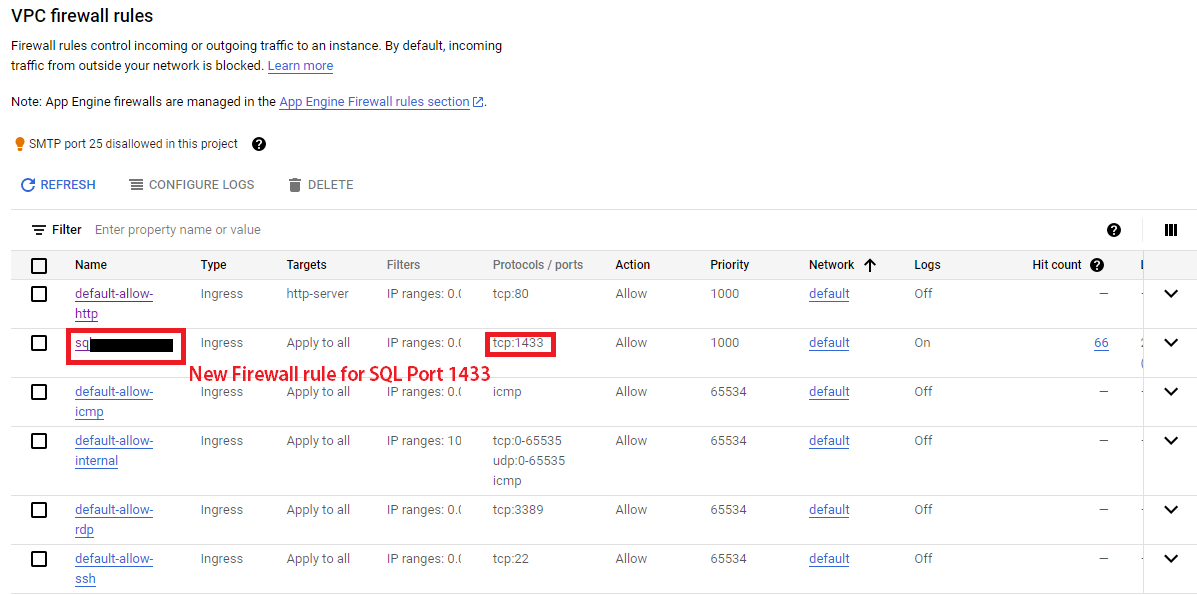 VPC firewall rules
Firewall rules control incoming or outgoing traffic to an instance. By default, incoming
traffic from outside your network is blocked. Learn more
Note: App Engine firewalls are managed in the App Engine Firewall rules section.
SMTP port 25 disallowed in this project
REFRESH CONFIGURE LOGS DELETE
Filter Enter property name or value
Name Type Targets Filters Protocols / ports Action Priority Network Logs Hit count
default-allow- Ingress http-server IP ranges: 0.0 tcp:80 Allow 1000 default Off —
http
sql Ingress Apply to all IP ranges: 0.0 tcp:1433 Allow 1000 default On 66
New Firewall rule for SQL Port 1433
default-allow- Ingress Apply to all IP ranges: 0.0 icmp Allow 65534 default Off —
icmp
default-allow- Ingress Apply to all IP ranges: 10 tcp:0-65535 Allow 65534 default Off —
internal udp:0-65535
icmp
default-allow- Ingress Apply to all IP ranges: 0.0 tcp:3389 Allow 65534 default Off —
rdp
default-allow- Ingress Apply to all IP ranges: 0.0 tcp:22 Allow 65534 default Off —
ssh